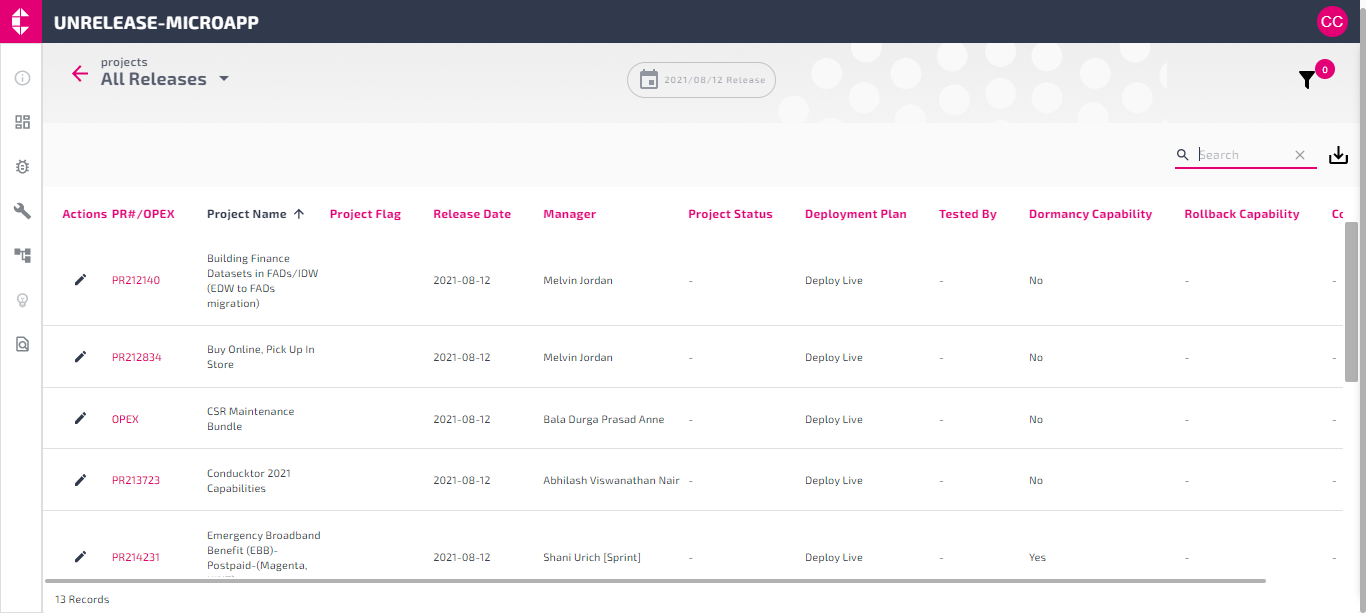 UNRELEASE-MICROAPP
CC
projects
All Releases
2021/08/12 Release
0
Search
Actions PR#/OPEX Project Name Project Flag Release Date Manager Project Status Deployment Plan Tested By Dormancy Capability Rollback Capability
Building Finance
Datasets in FADs/IDW
(EDW to FADs
migration)
PR212140 2021-08-12 Melvin Jordan - Deploy Live - No - -
Buy Online, Pick Up In
Store
PR212834 2021-08-12 Melvin Jordan - Deploy Live - No - -
CSR Maintenance
Bundle
OPEX 2021-08-12 Bala Durga Prasad Anne - Deploy Live - No - -
Conducktor 2021
Capabilities
PR213723 2021-08-12 Abhilash Viswanathan Nair - Deploy Live - No - -
Emergency Broadband
Benefit (EBB)-
Postpaid-(Magenta,
PR214231 2021-08-12 Shani Urich [Sprint] - Deploy Live - Yes - -
13 Records